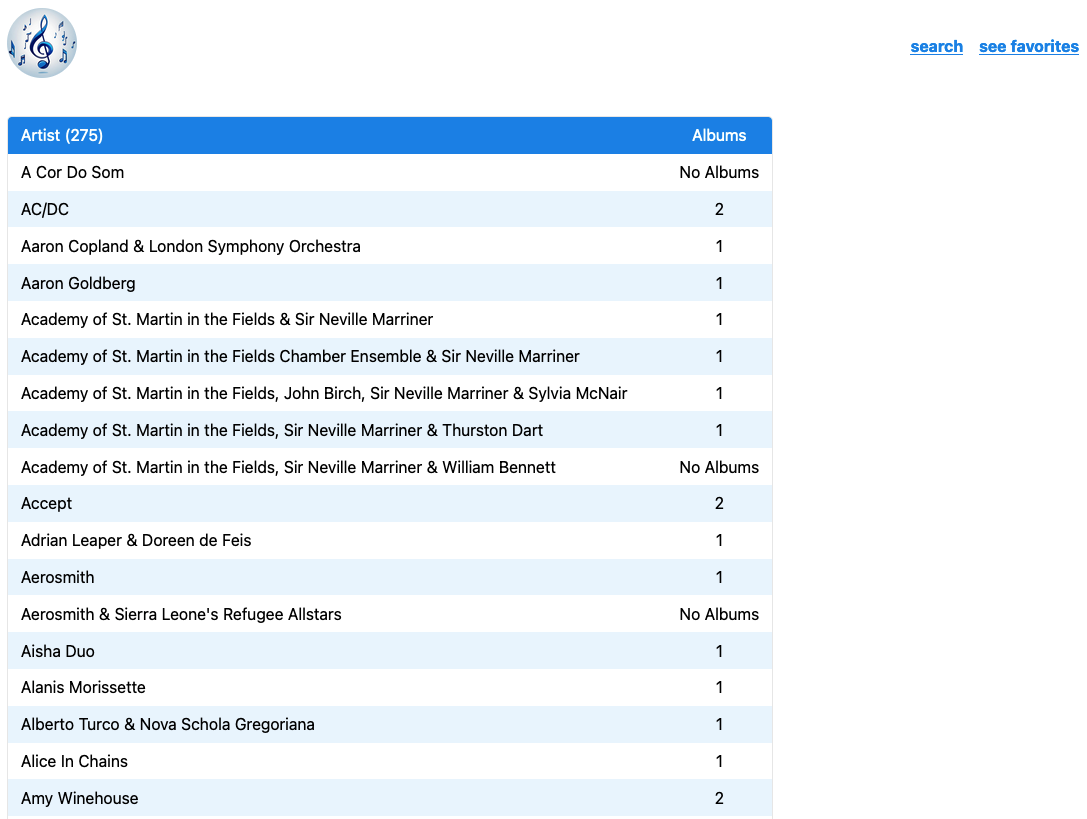 search see favorites
Artist (275) Albums
A Cor Do Som No Albums
AC/DC 2
Aaron Copland & London Symphony Orchestra 1
Aaron Goldberg 1
Academy of St. Martin in the Fields & Sir Neville Marriner 1
Academy of St. Martin in the Fields Chamber Ensemble & Sir Neville Marriner 1
Academy of St. Martin in the Fields, John Birch, Sir Neville Marriner & Sylvia McNair 1
Academy of St. Martin in the Fields, Sir Neville Marriner & Thurston Dart 1
Academy of St. Martin in the Fields, Sir Neville Marriner & William Bennett No Albums
Accept 2
Adrian Leaper & Doreen de Feis 1
Aerosmith 1
Aerosmith & Sierra Leone's Refugee Allstars No Albums
Aisha Duo 1
Alanis Morissette 1
Alberto Turco & Nova Schola Gregoriana 1
Alice In Chains 1
Amy Winehouse 2